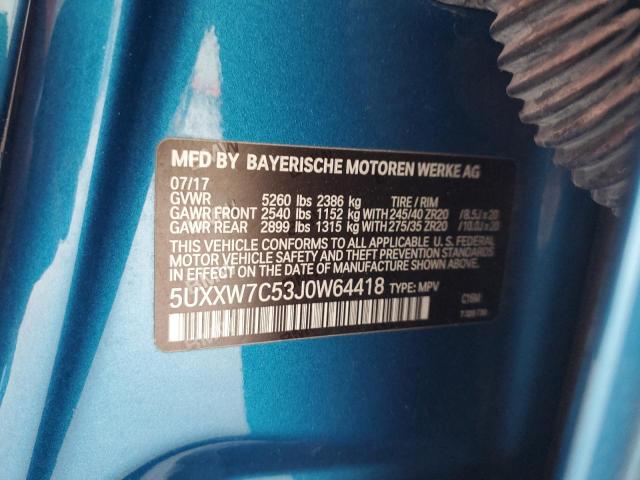 MFD BY BAYERISCHE MOTOREN WERKE AG
07/17
GVWR 5260 lbs 2386 kg TIRE / RIM
GAWR FRONT 2540 lbs 1152 kg WITH 245/40 ZR20 / 8.5J x 20
GAWR REAR 2899 lbs 1315 kg WITH 275/35 ZR20 / 10.0J x 20
THIS VEHICLE CONFORMS TO ALL APPLICABLE U.S. FEDERAL
MOTOR VEHICLE SAFETY AND THEFT PREVENTION STANDARDS
IN EFFECT ON THE DATE OF MANUFACTURE SHOWN ABOVE.
5UXXW7C53J0W64418 TYPE: MPV
C1BM